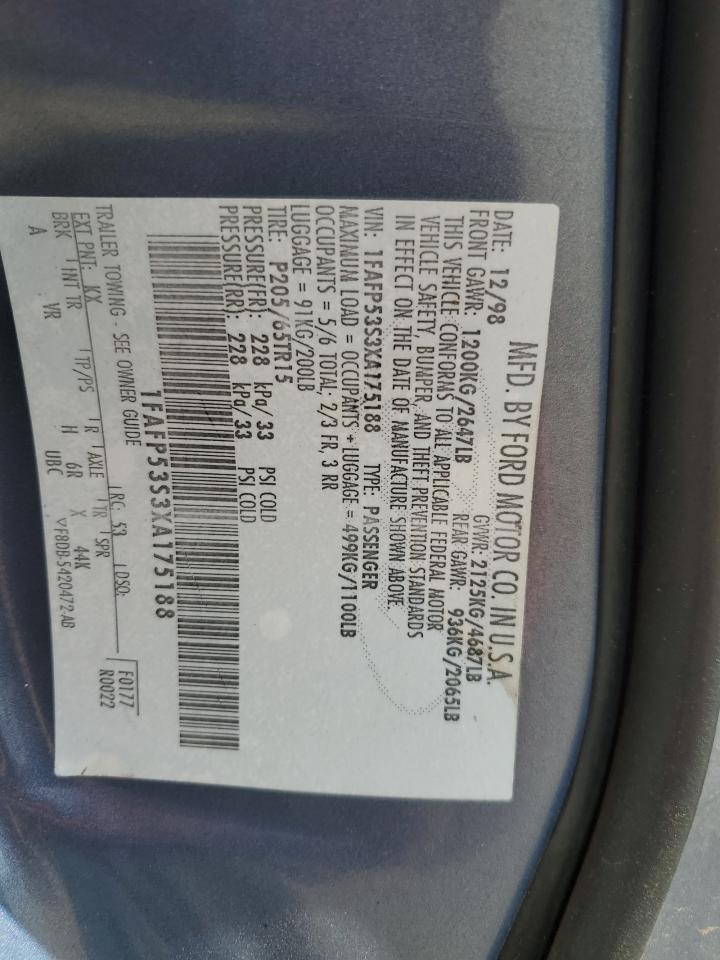 MFD. BY FORD MOTOR CO. IN U.S.A.
DATE: 12/98 GVWR: 2125KG/4687LB
FRONT GAWR: 1200KG/2647LB REAR GAWR: 936KG/2065LB
THIS VEHICLE CONFORMS TO ALL APPLICABLE FEDERAL MOTOR
VEHICLE SAFETY, BUMPER, AND THEFT PREVENTION STANDARDS
IN EFFECT ON THE DATE OF MANUFACTURE SHOWN ABOVE.
VIN: 1FAFP53S3XA175188 TYPE: PASSENGER
MAXIMUM LOAD = OCCUPANTS + LUGGAGE = 499KG/1100LB
OCCUPANTS = 5/6 TOTAL: 2/3 FR, 3 RR
LUGGAGE = 91KG/200LB
TIRE: P205/65TR15
PRESSURE(FR): 228 kPa/33 PSI COLD
PRESSURE(RR): 228 kPa/33 PSI COLD
1FAFP53S3XA175188
TRAILER TOWING - SEE OWNER GUIDE
EXT PNT: KX RC: 53 DSO: F0177
BRK INT TR TP/PS R AXLE TR SPR R0022
A VR H 6R X 44K
UBC ▽F8DB-5420472-AB